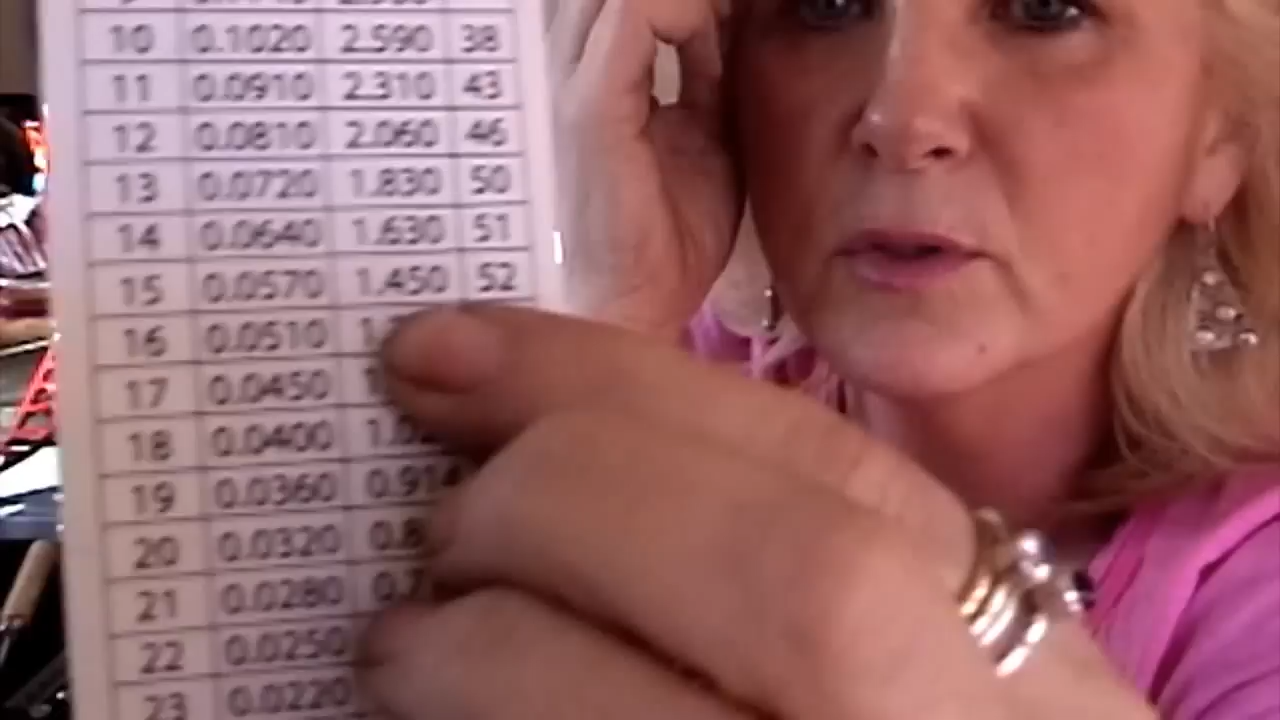 10 0.1020 2.590 38
11 0.0910 2.310 43
12 0.0810 2.060 46
13 0.0720 1.830 50
14 0.0640 1.630 51
15 0.0570 1.450 52
16 0.0510
17 0.0450
18 0.0400
19 0.0360 0.914
20 0.0320
21 0.0280
22 0.0250
23 0.0220